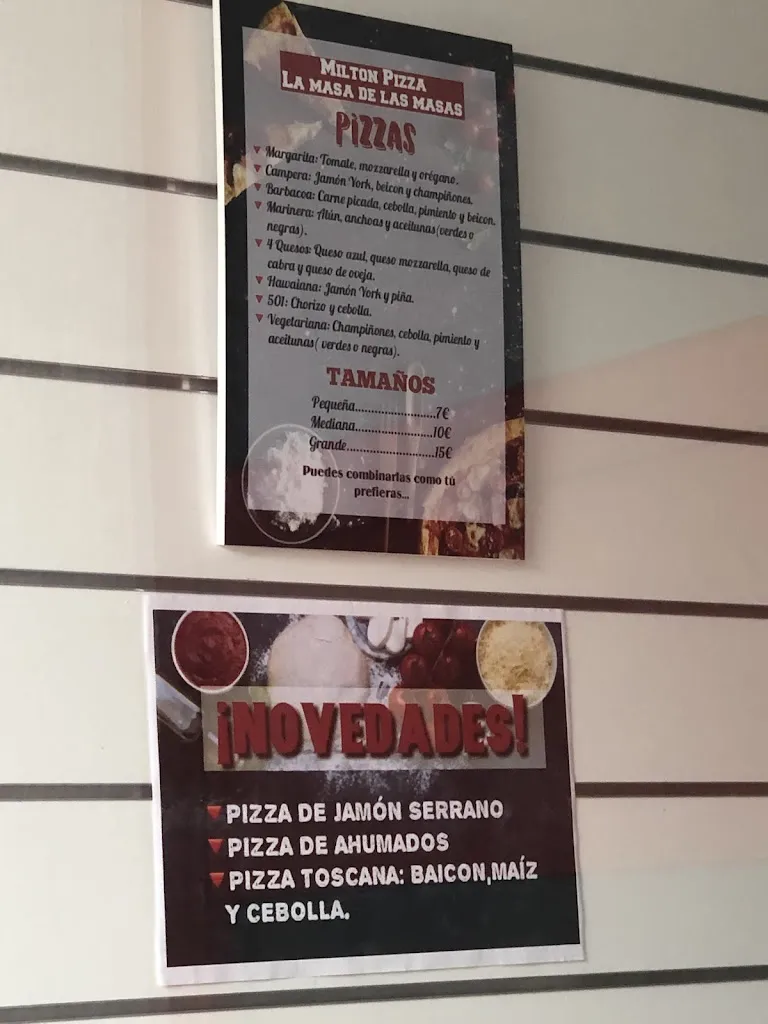 MILTON PIZZA
LA MASA DE LAS MASAS
PIZZAS
Margarita: Tomate, mozzarella y orégano.
Campera: Jamón York, beicon y champiñones.
Barbacoa: Carne picada, cebolla, pimiento y beicon.
Marinera: Atún, anchoas y aceitunas(verdes o
negras).
4 Quesos: Queso azul, queso mozzarella, queso de
cabra y queso de oveja.
Hawaiana: Jamón York y piña.
501: Chorizo y cebolla.
Vegetariana: Champiñones, cebolla, pimiento y
aceitunas( verdes o negras).
TAMAÑOS
Pequeña.........................7€
Mediana........................10€
Grande...........................15€
Puedes combinarlas como tú
prefieras...
¡NOVEDADES!
PIZZA DE JAMÓN SERRANO
PIZZA DE AHUMADOS
PIZZA TOSCANA: BAICON,MAÍZ
Y CEBOLLA.